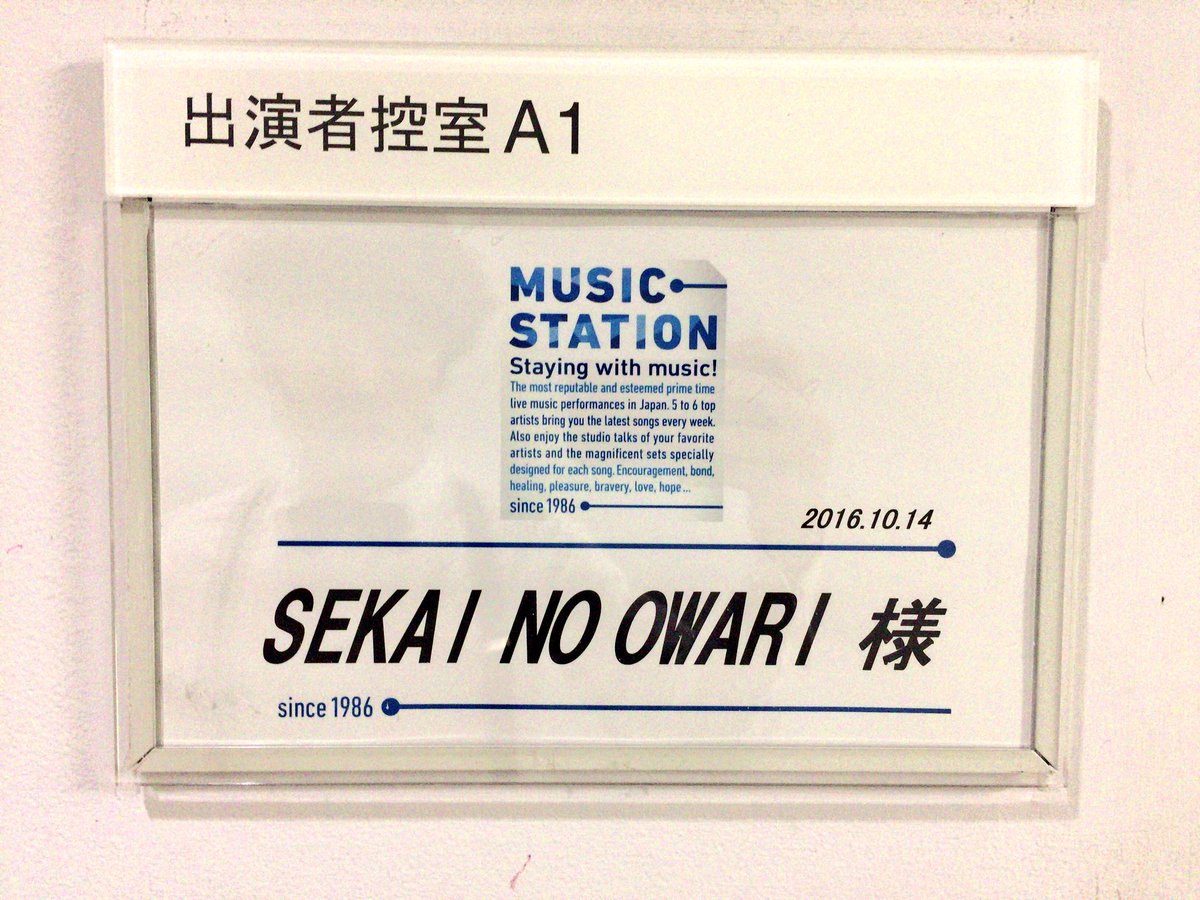 出演者控室 A1
MUSIC
STATION
Staying with music!
The most reputable and esteemed prime time
live music performances in Japan. 5 to 6 top
artists bring you the latest songs every week.
Also enjoy the studio talks of your favorite
artists and the magnificent sets specially
designed for each song. Encouragement, bond,
healing, pleasure, bravery, love, hope...
since 1986
2016.10.14
SEKAI NO OWARI 様
since 1986